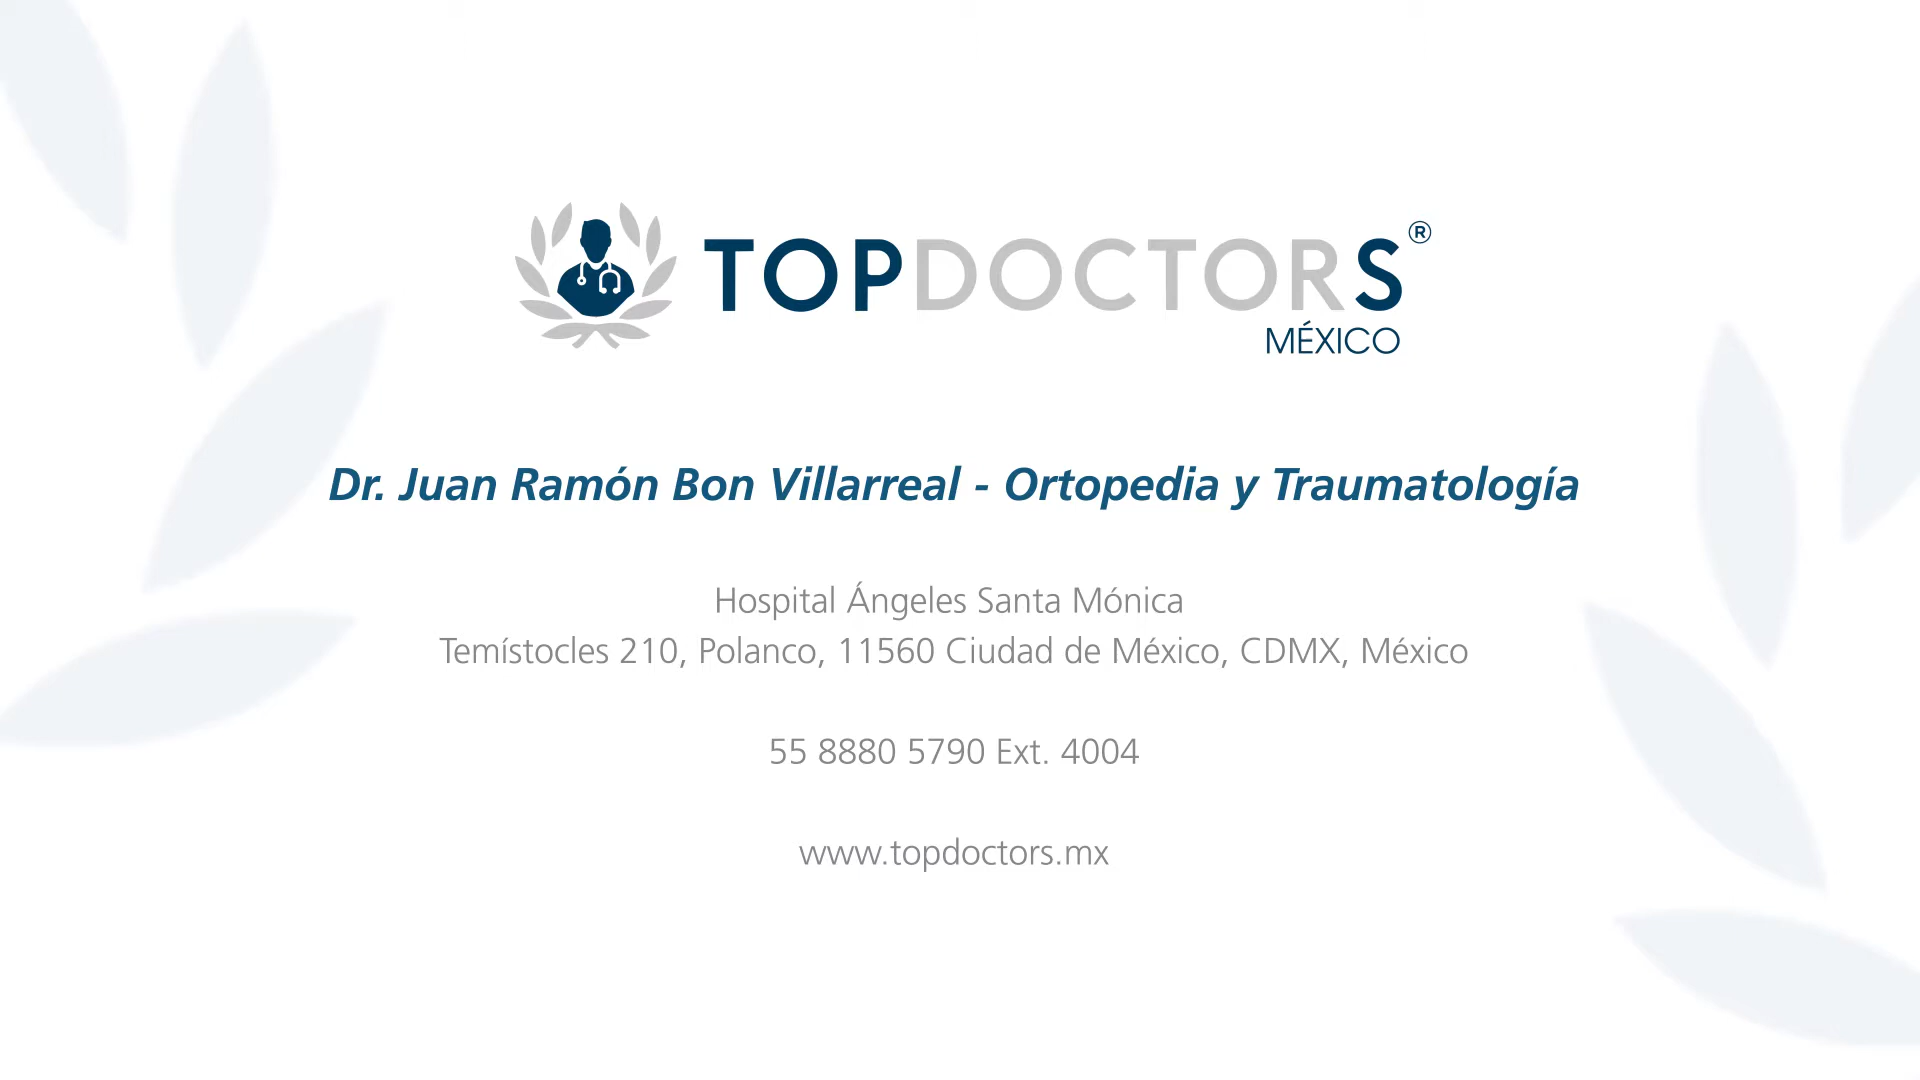 TOPDOCTORS®
MÉXICO
Dr. Juan Ramón Bon Villarreal - Ortopedia y Traumatología
Hospital Ángeles Santa Mónica
Temístocles 210, Polanco, 11560 Ciudad de México, CDMX, México
55 8880 5790 Ext. 4004
www.topdoctors.mx